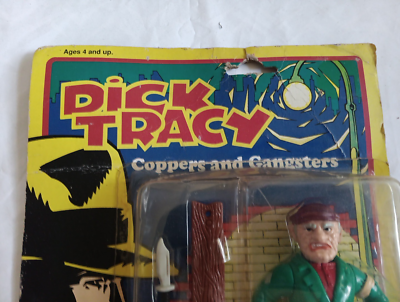 Ages 4 and up.
DICK
TRACY
Coppers and Gangsters